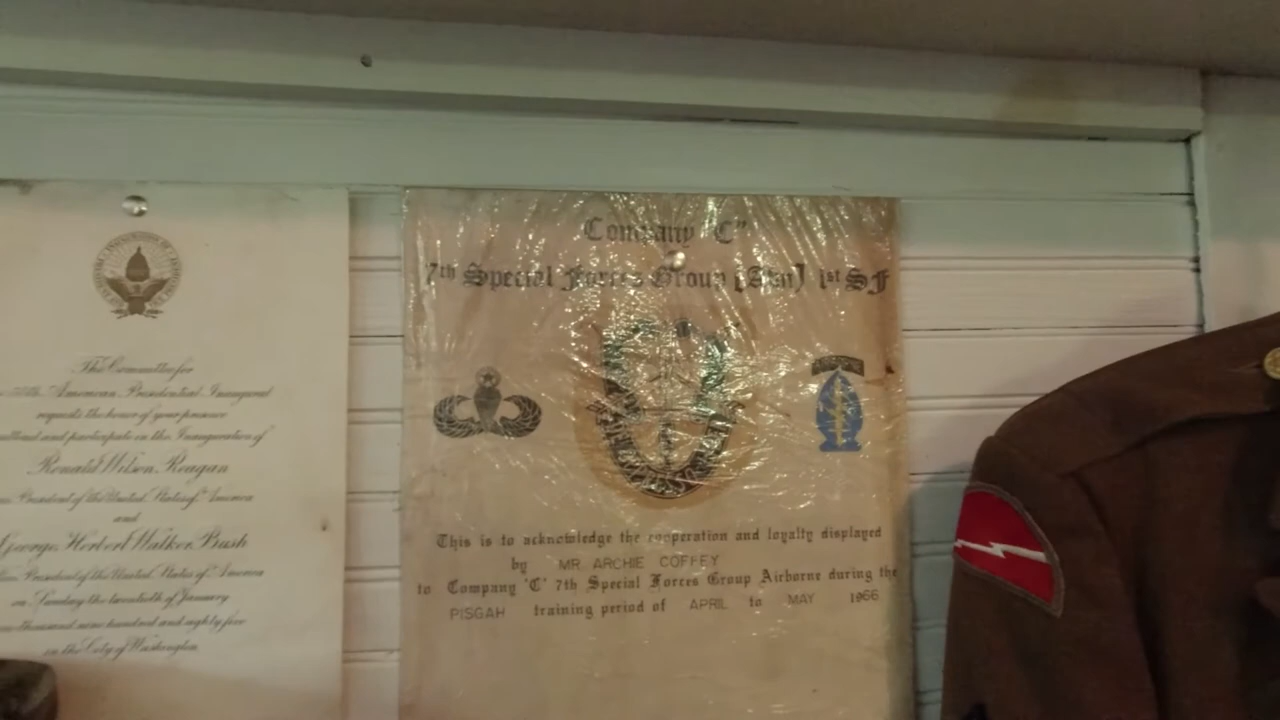 The Committee for
American Presidential Inaugural
requests the honor of your presence
attend and participate in the Inauguration of
Ronald Wilson Reagan
President of the United States of America
and
George Herbert Walker Bush
President of the United States of America
on Sunday the twentieth of January
one thousand nine hundred and eighty five
in the City of Washington
Company "C"
7th Special Forces Group (Abn) 1st SF
This is to acknowledge the cooperation and loyalty displayed
by MR. ARCHIE COFFEY
to Company 'C' 7th Special Forces Group Airborne during the
PISGAH training period of APRIL to MAY 1966